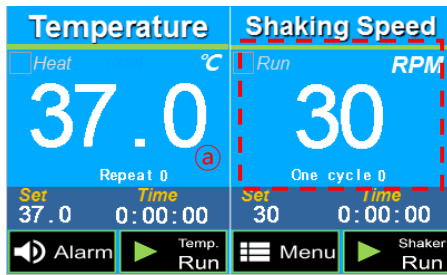 Temperature
Heat ℃
37.0
ⓐ
Repeat 0
Set Time
37.0 0:00:00
Alarm Temp. Run
Shaking Speed
Run RPM
30
One cycle 0
Set Time
30 0:00:00
Menu Shaker Run